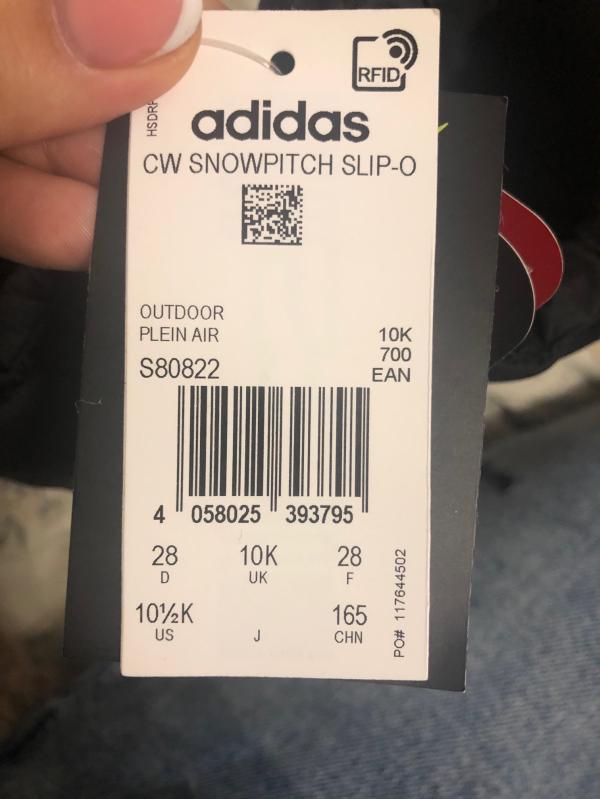 RFID
adidas
CW SNOWPITCH SLIP-O
OUTDOOR
PLEIN AIR
S80822
10K
700
EAN
4 058025 393795
28 10K 28
D UK F
10½K 165
US J CHN
PO# 117644502